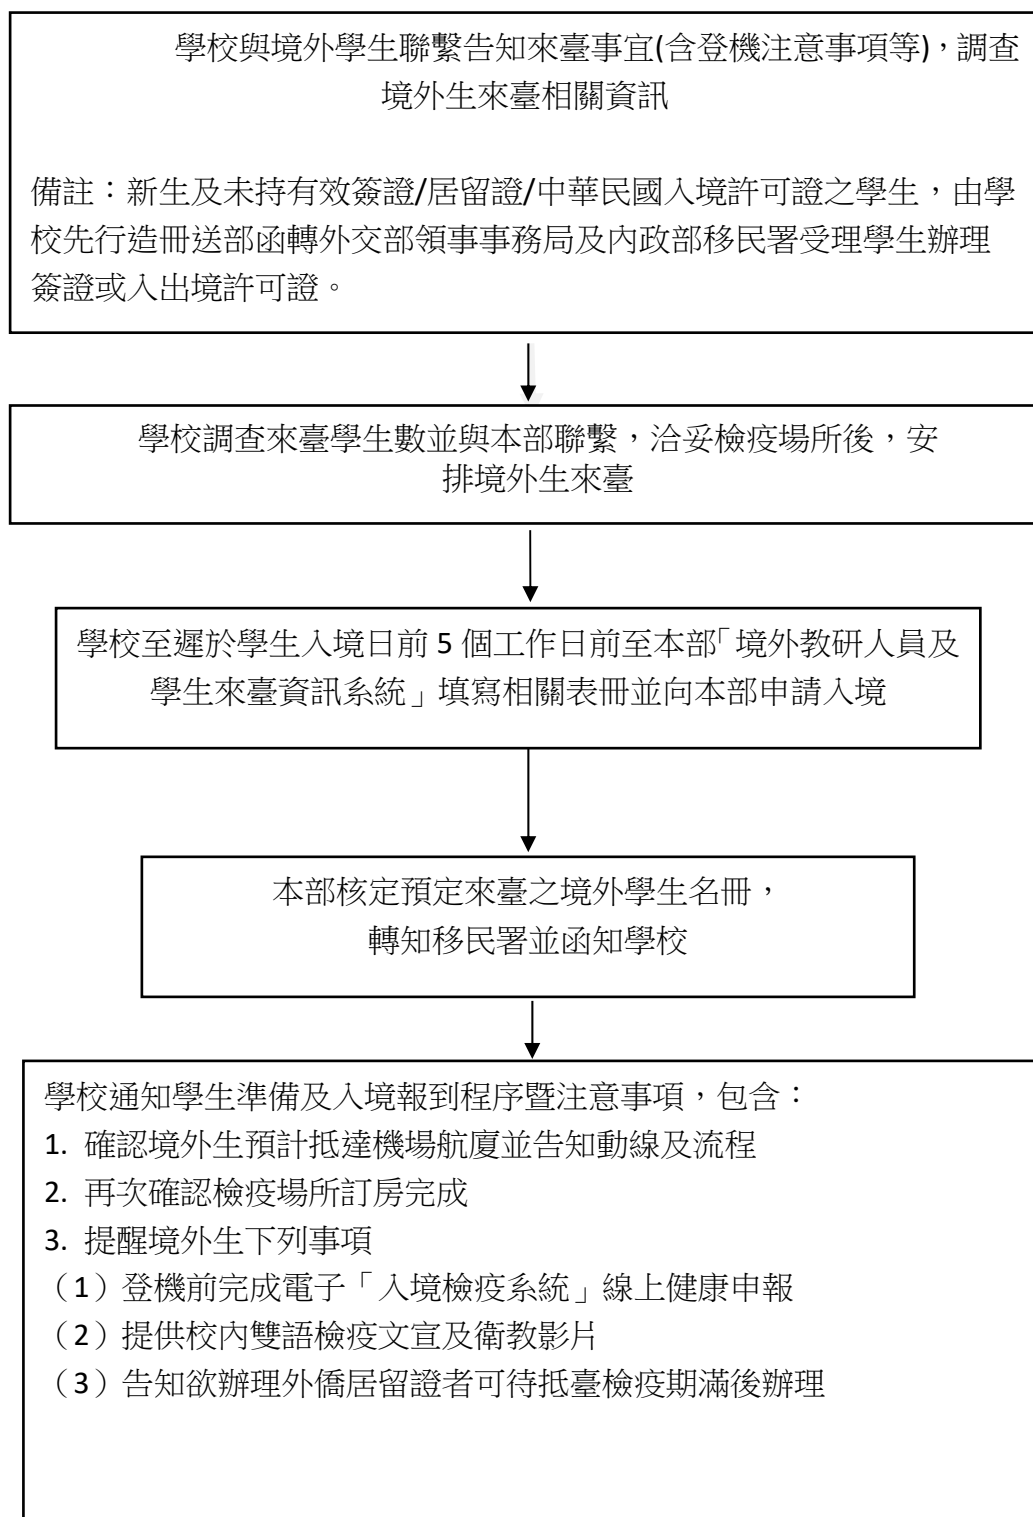 學校與境外學生聯繫告知來臺事宜(含登機注意事項等)，調查
境外生來臺相關資訊
備註：新生及未持有效簽證/居留證/中華民國入境許可證之學生，由學
校先行造冊送部函轉外交部領事事務局及內政部移民署受理學生辦理
簽證或入出境許可證。
學校調查來臺學生數並與本部聯繫，洽妥檢疫場所後，安
排境外生來臺
學校至遲於學生入境日前 5 個工作日前至本部「境外教研人員及
學生來臺資訊系統」填寫相關表冊並向本部申請入境
本部核定預定來臺之境外學生名冊，
轉知移民署並函知學校
學校通知學生準備及入境報到程序暨注意事項，包含：
1. 確認境外生預計抵達機場航廈並告知動線及流程
2. 再次確認檢疫場所訂房完成
3. 提醒境外生下列事項
（1）登機前完成電子「入境檢疫系統」線上健康申報
（2）提供校內雙語檢疫文宣及衛教影片
（3）告知欲辦理外僑居留證者可待抵臺檢疫期滿後辦理